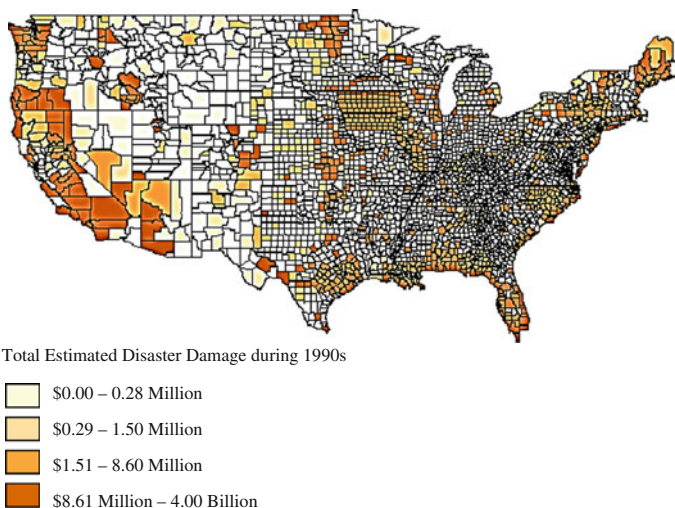 Total Estimated Disaster Damage during 1990s
$0.00 – 0.28 Million
$0.29 – 1.50 Million
$1.51 – 8.60 Million
$8.61 Million – 4.00 Billion